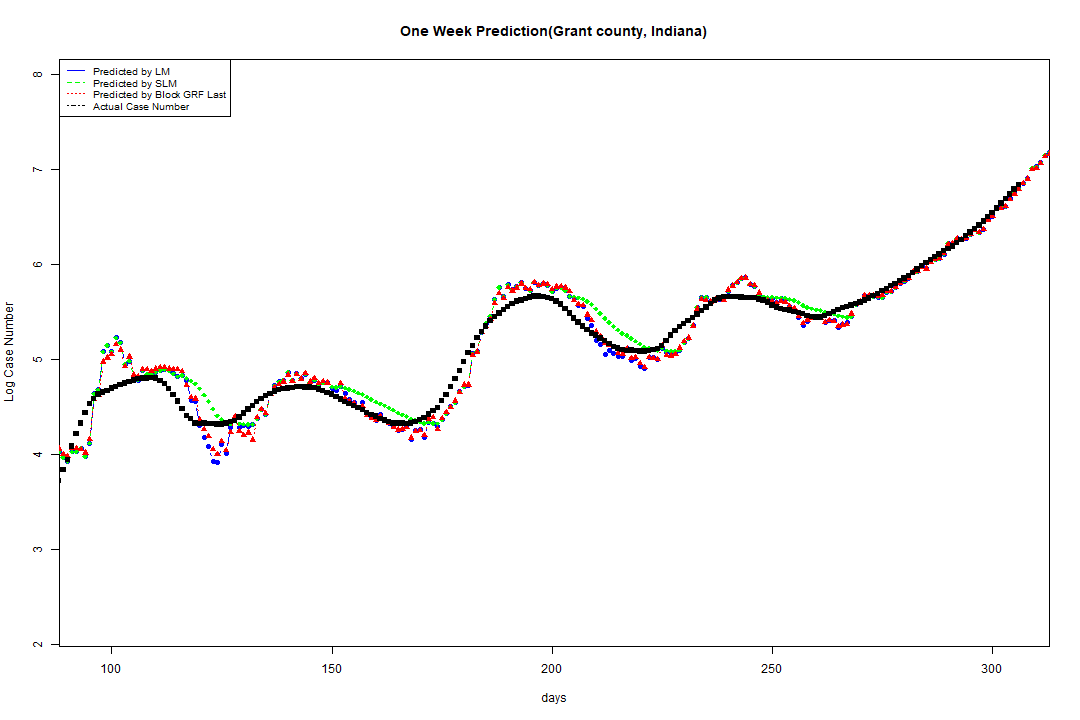 One Week Prediction(Grant county, Indiana)
Predicted by LM
Predicted by SLM
Predicted by Block GRF Last
Actual Case Number
8
7
6
5
4
3
2
Log Case Number
100 150 200 250 300
days